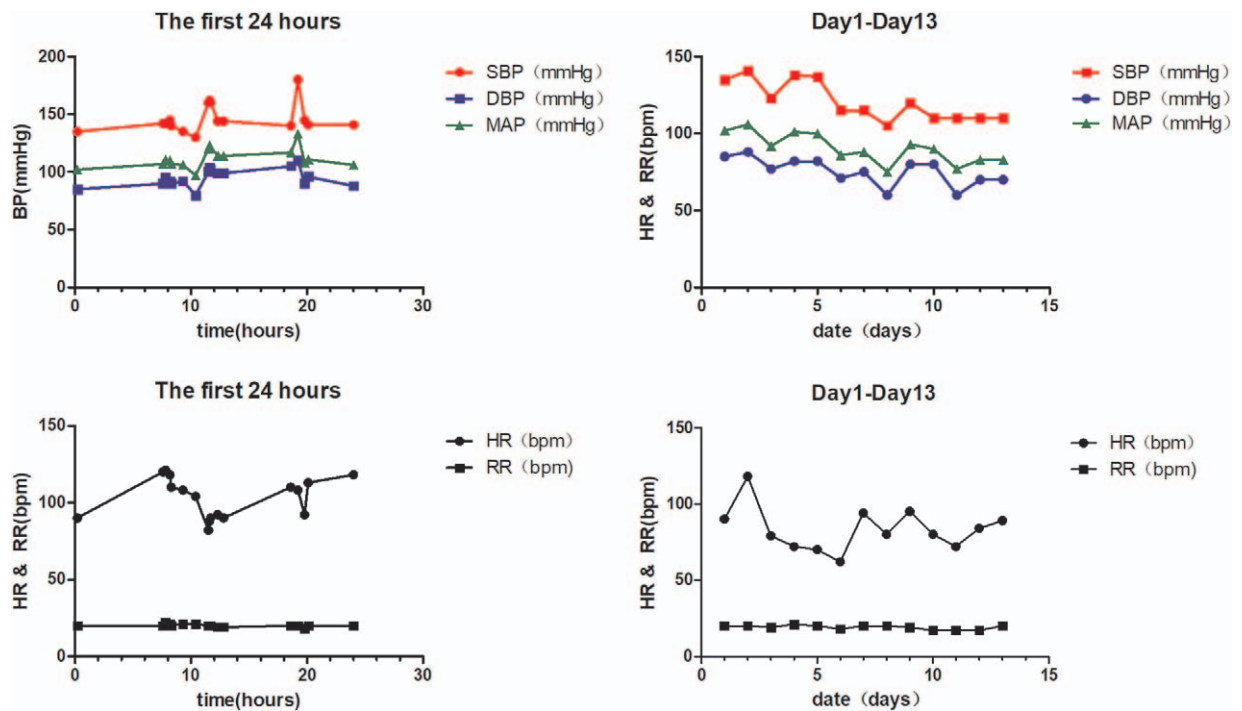 The first 24 hours
200
150
100
50
0
BP(mmHg)
0 10 20 30
time(hours)
SBP（mmHg）
DBP（mmHg）
MAP（mmHg）
Day1-Day13
150
100
50
0
HR & RR(bpm)
0 5 10 15
date（days）
SBP（mmHg）
DBP（mmHg）
MAP（mmHg）
The first 24 hours
150
100
50
0
HR & RR(bpm)
0 10 20 30
time(hours)
HR（bpm）
RR（bpm)
Day1-Day13
150
100
50
0
HR & RR(bpm)
0 5 10 15
date（days）
HR（bpm）
RR（bpm)